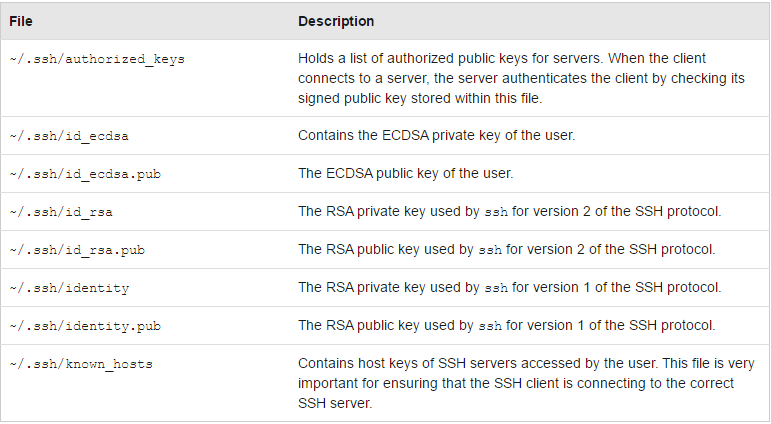 File Description
~/.ssh/authorized_keys Holds a list of authorized public keys for servers. When the client
connects to a server, the server authenticates the client by checking its
signed public key stored within this file.
~/.ssh/id_ecdsa Contains the ECDSA private key of the user.
~/.ssh/id_ecdsa.pub The ECDSA public key of the user.
~/.ssh/id_rsa The RSA private key used by ssh for version 2 of the SSH protocol.
~/.ssh/id_rsa.pub The RSA public key used by ssh for version 2 of the SSH protocol.
~/.ssh/identity The RSA private key used by ssh for version 1 of the SSH protocol.
~/.ssh/identity.pub The RSA public key used by ssh for version 1 of the SSH protocol.
~/.ssh/known_hosts Contains host keys of SSH servers accessed by the user. This file is very
important for ensuring that the SSH client is connecting to the correct
SSH server.